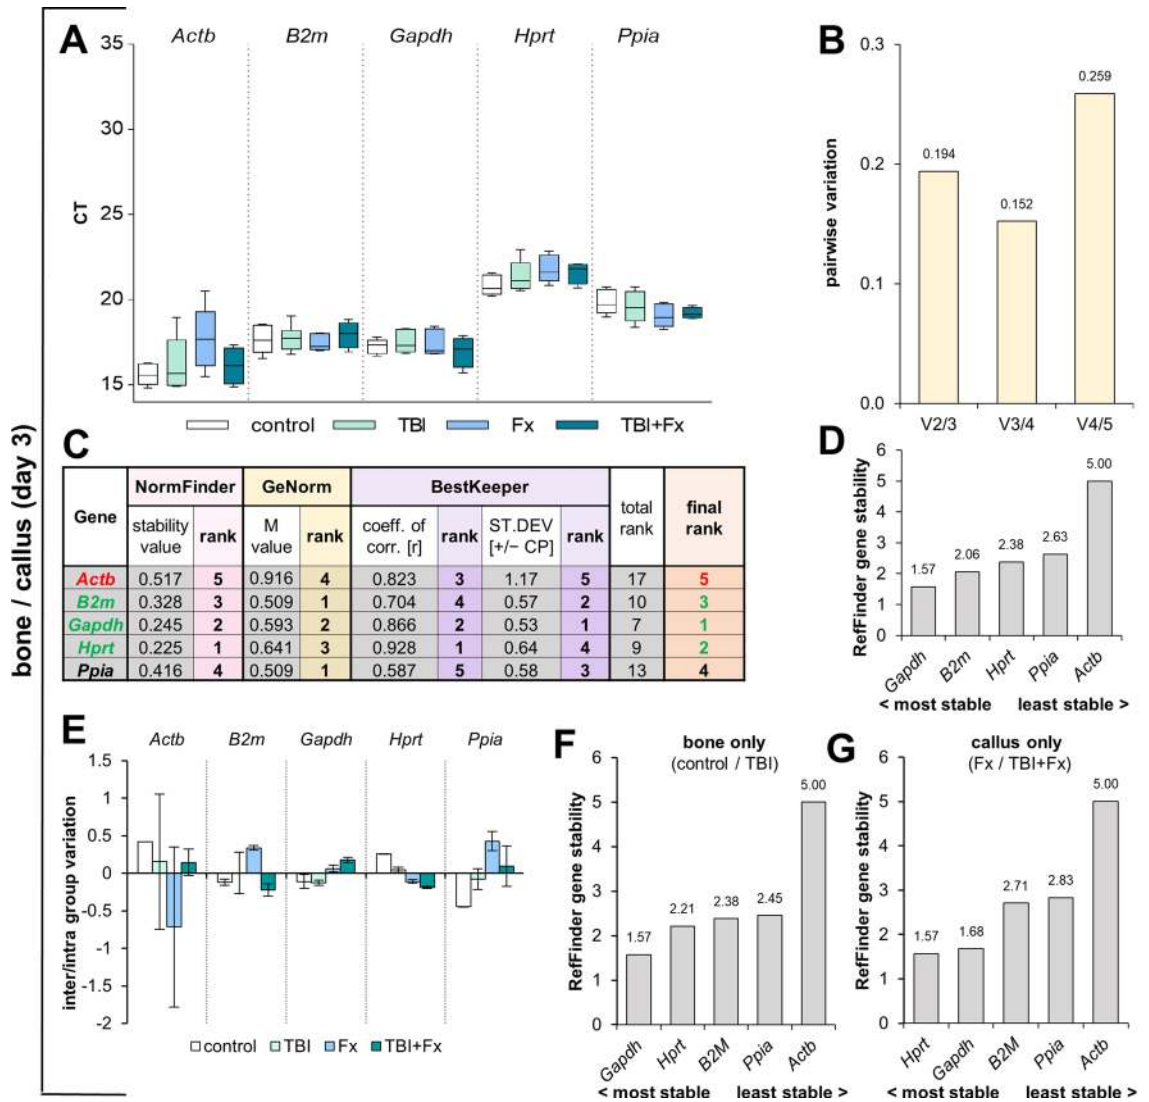 bone / callus (day 3)
A
Actb B2m Gapdh Hprt Ppia
35
30
25
20
15
CT
control TBI Fx TBI+Fx
B
0.3
0.2
0.1
0.0
pairwise variation
0.194
0.152
0.259
V2/3 V3/4 V4/5
C
Gene NormFinder GeNorm BestKeeper total rank final rank
stability value rank M value rank coeff. of corr. [r] rank ST.DEV [+/− CP] rank
Actb 0.517 5 0.916 4 0.823 3 1.17 5 17 5
B2m 0.328 3 0.509 1 0.704 4 0.57 2 10 3
Gapdh 0.245 2 0.593 2 0.866 2 0.53 1 7 1
Hprt 0.225 1 0.641 3 0.928 1 0.64 4 9 2
Ppia 0.416 4 0.509 1 0.587 5 0.58 3 13 4
D
RefFinder gene stability
6
5
4
3
2
1
0
1.57 2.06 2.38 2.63 5.00
Gapdh B2m Hprt Ppia Actb
< most stable least stable >
E
Actb B2m Gapdh Hprt Ppia
inter/intra group variation
1.5
1
0.5
0
-0.5
-1
-1.5
-2
control TBI Fx TBI+Fx
F
bone only
(control / TBI)
RefFinder gene stability
6
5
4
3
2
1
0
1.57 2.21 2.38 2.45 5.00
Gapdh Hprt B2M Ppia Actb
< most stable least stable >
G
callus only
(Fx / TBI+Fx)
RefFinder gene stability
6
5
4
3
2
1
0
1.57 1.68 2.71 2.83 5.00
Hprt Gapdh B2M Ppia Actb
< most stable least stable >